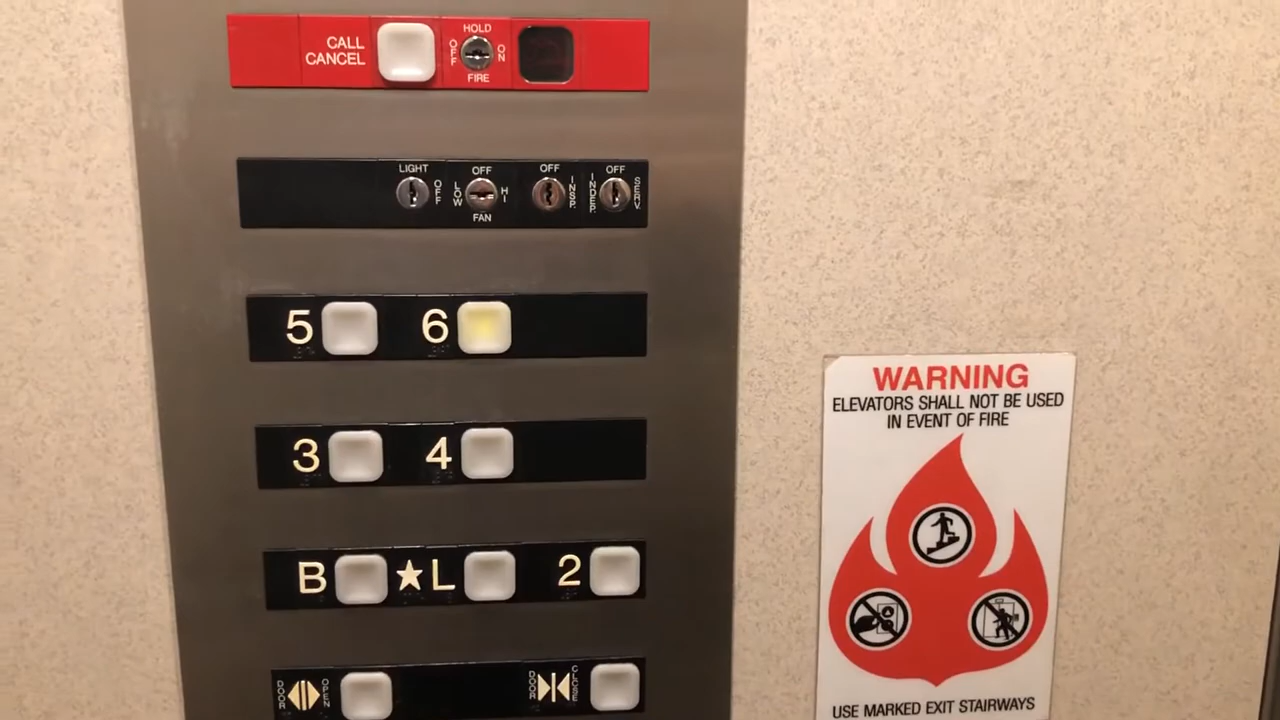 CALL
CANCEL
HOLD
OFF
ON
FIRE
LIGHT
OFF
OFF
LOW
HI
FAN
OFF
INSP.
OFF
INDEP.
SERV.
5
6
3
4
B
★L
2
DOOR
OPEN
DOOR
CLOSE
WARNING
ELEVATORS SHALL NOT BE USED
IN EVENT OF FIRE
USE MARKED EXIT STAIRWAYS